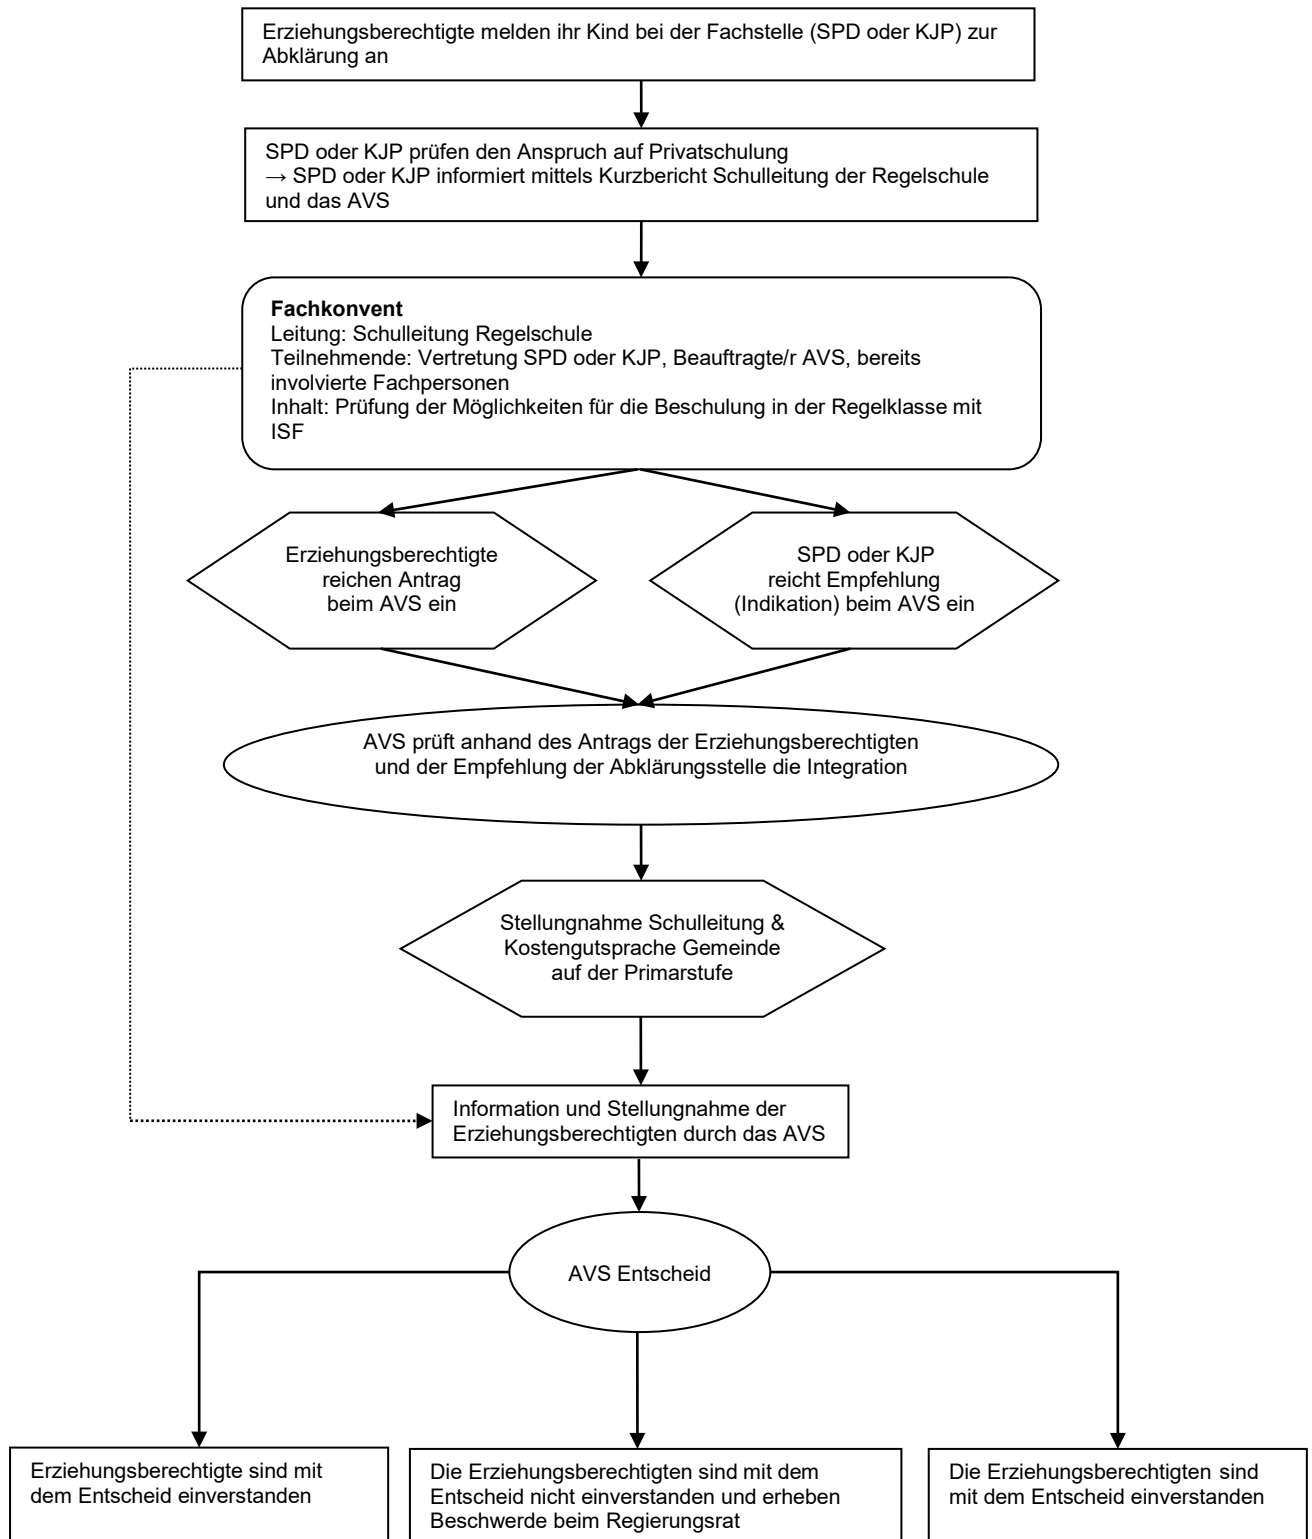 Erziehungsberechtigte melden ihr Kind bei der Fachstelle (SPD oder KJP) zur
Abklärung an
SPD oder KJP prüfen den Anspruch auf Privatschulung
→ SPD oder KJP informiert mittels Kurzbericht Schulleitung der Regelschule
und das AVS
Fachkonvent
Leitung: Schulleitung Regelschule
Teilnehmende: Vertretung SPD oder KJP, Beauftragte/r AVS, bereits
involvierte Fachpersonen
Inhalt: Prüfung der Möglichkeiten für die Beschulung in der Regelklasse mit
ISF
Erziehungsberechtigte
reichen Antrag
beim AVS ein
SPD oder KJP
reicht Empfehlung
(Indikation) beim AVS ein
AVS prüft anhand des Antrags der Erziehungsberechtigten
und der Empfehlung der Abklärungsstelle die Integration
Stellungnahme Schulleitung &
Kostengutsprache Gemeinde
auf der Primarstufe
Information und Stellungnahme der
Erziehungsberechtigten durch das AVS
AVS Entscheid
Erziehungsberechtigte sind mit
dem Entscheid einverstanden
Die Erziehungsberechtigten sind mit dem
Entscheid nicht einverstanden und erheben
Beschwerde beim Regierungsrat
Die Erziehungsberechtigten sind
mit dem Entscheid einverstanden